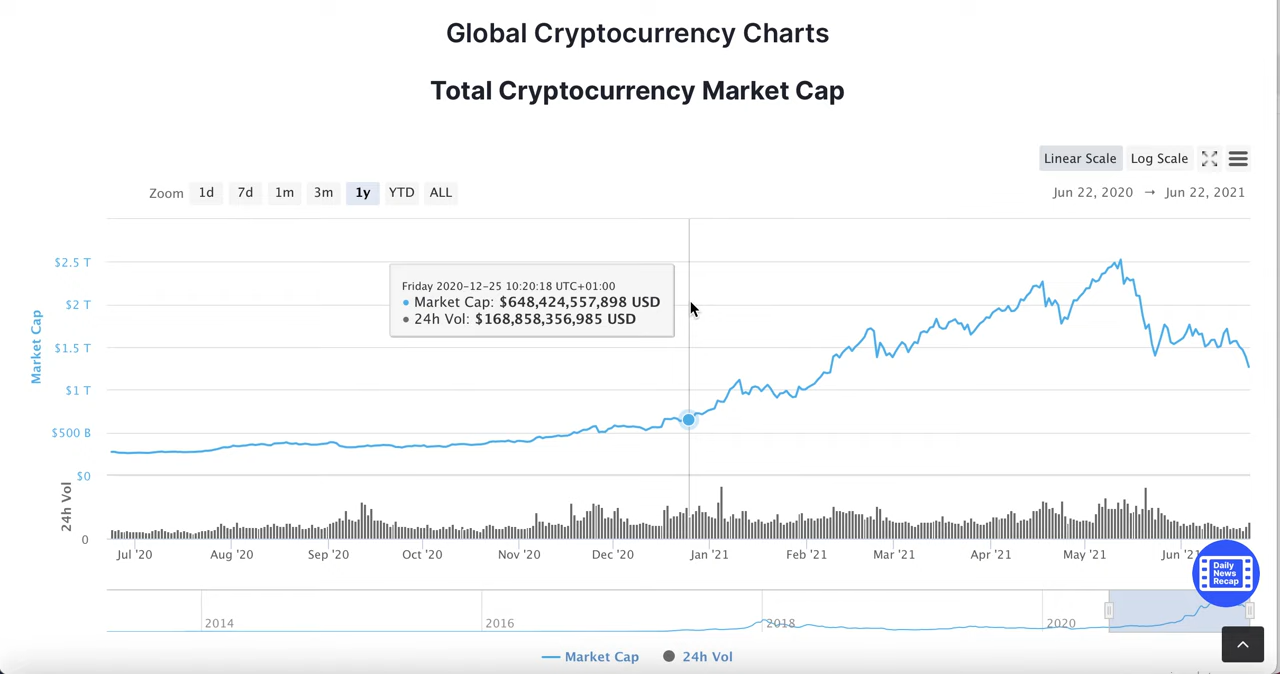 Global Cryptocurrency Charts
Total Cryptocurrency Market Cap
Linear Scale Log Scale
Zoom 1d 7d 1m 3m 1y YTD ALL
Jun 22, 2020 → Jun 22, 2021
Market Cap
$2.5 T
$2 T
$1.5 T
$1 T
$500 B
$0
Friday 2020-12-25 10:20:18 UTC+01:00
● Market Cap: $648,424,557,898 USD
● 24h Vol: $168,858,356,985 USD
24h Vol
0
Jul '20 Aug '20 Sep '20 Oct '20 Nov '20 Dec '20 Jan '21 Feb '21 Mar '21 Apr '21 May '21 Jun '21
Daily
News
Recap
2014 2016 2018 2020
Market Cap 24h Vol